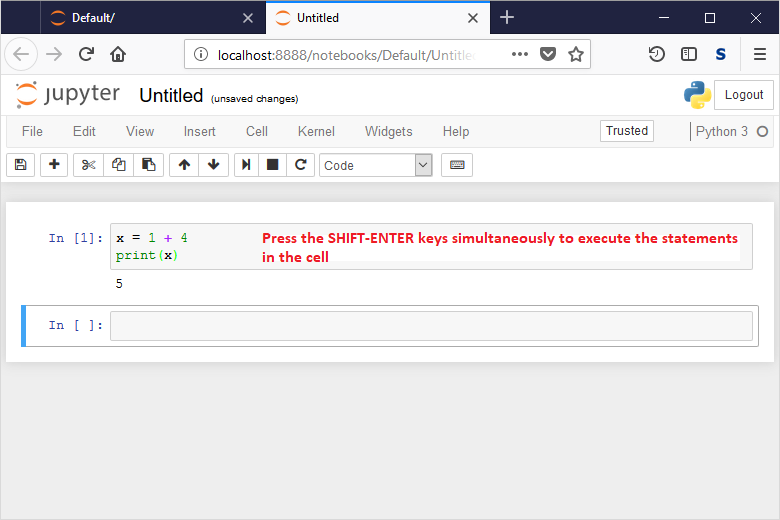 Default/
Untitled
localhost:8888/notebooks/Default/Untitle
S
jupyter Untitled (unsaved changes)
Logout
File Edit View Insert Cell Kernel Widgets Help Trusted Python 3
Code
In [1]: x = 1 + 4
print(x)
Press the SHIFT-ENTER keys simultaneously to execute the statements
in the cell
5
In [ ]: